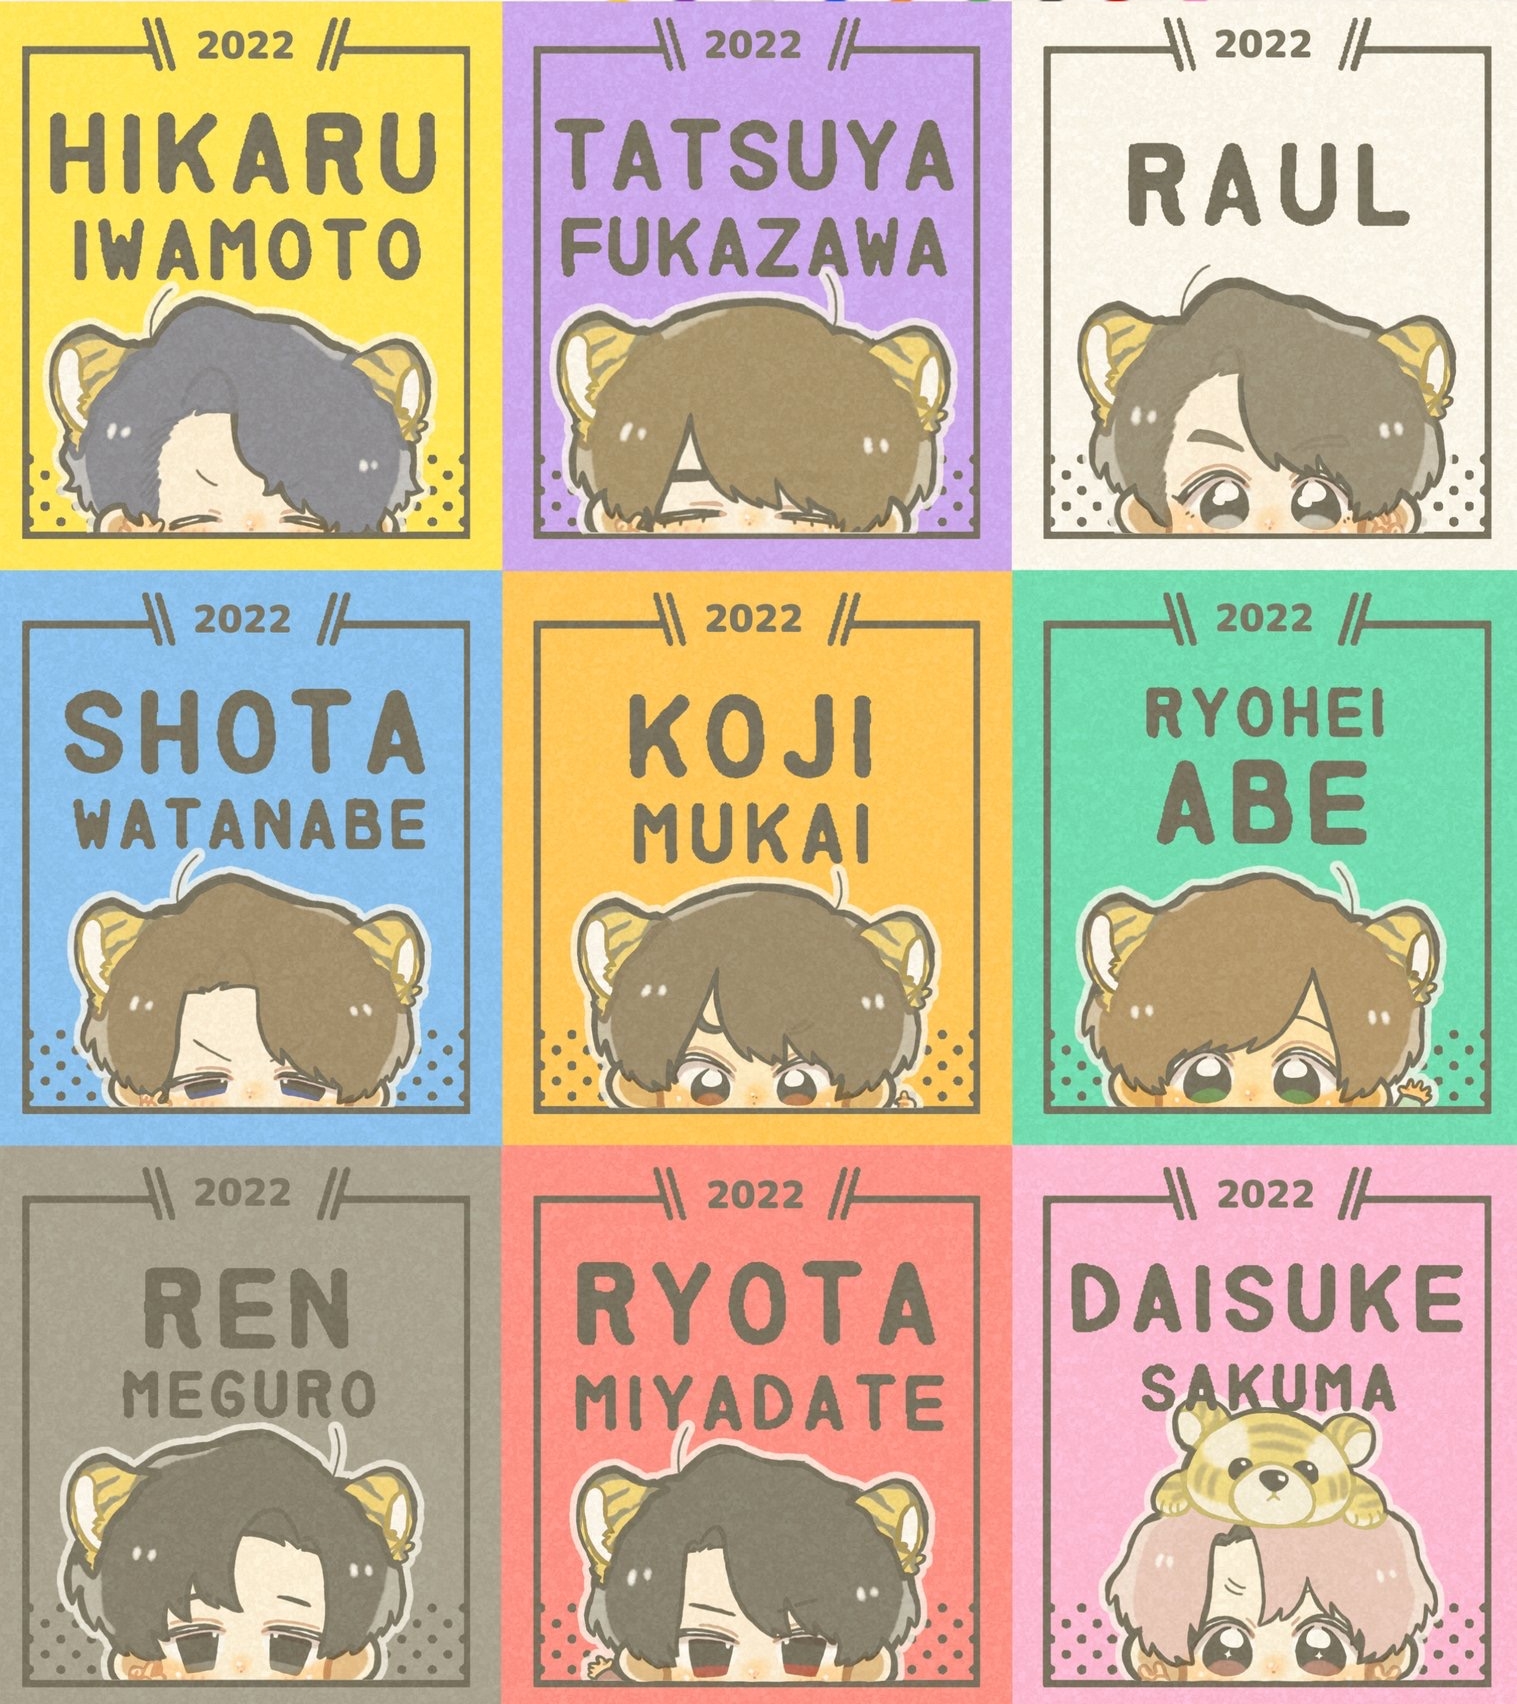 2022
HIKARU
IWAMOTO
2022
TATSUYA
FUKAZAWA
2022
RAUL
2022
SHOTA
WATANABE
2022
KOJI
MUKAI
2022
RYOHEI
ABE
2022
REN
MEGURO
2022
RYOTA
MIYADATE
2022
DAISUKE
SAKUMA